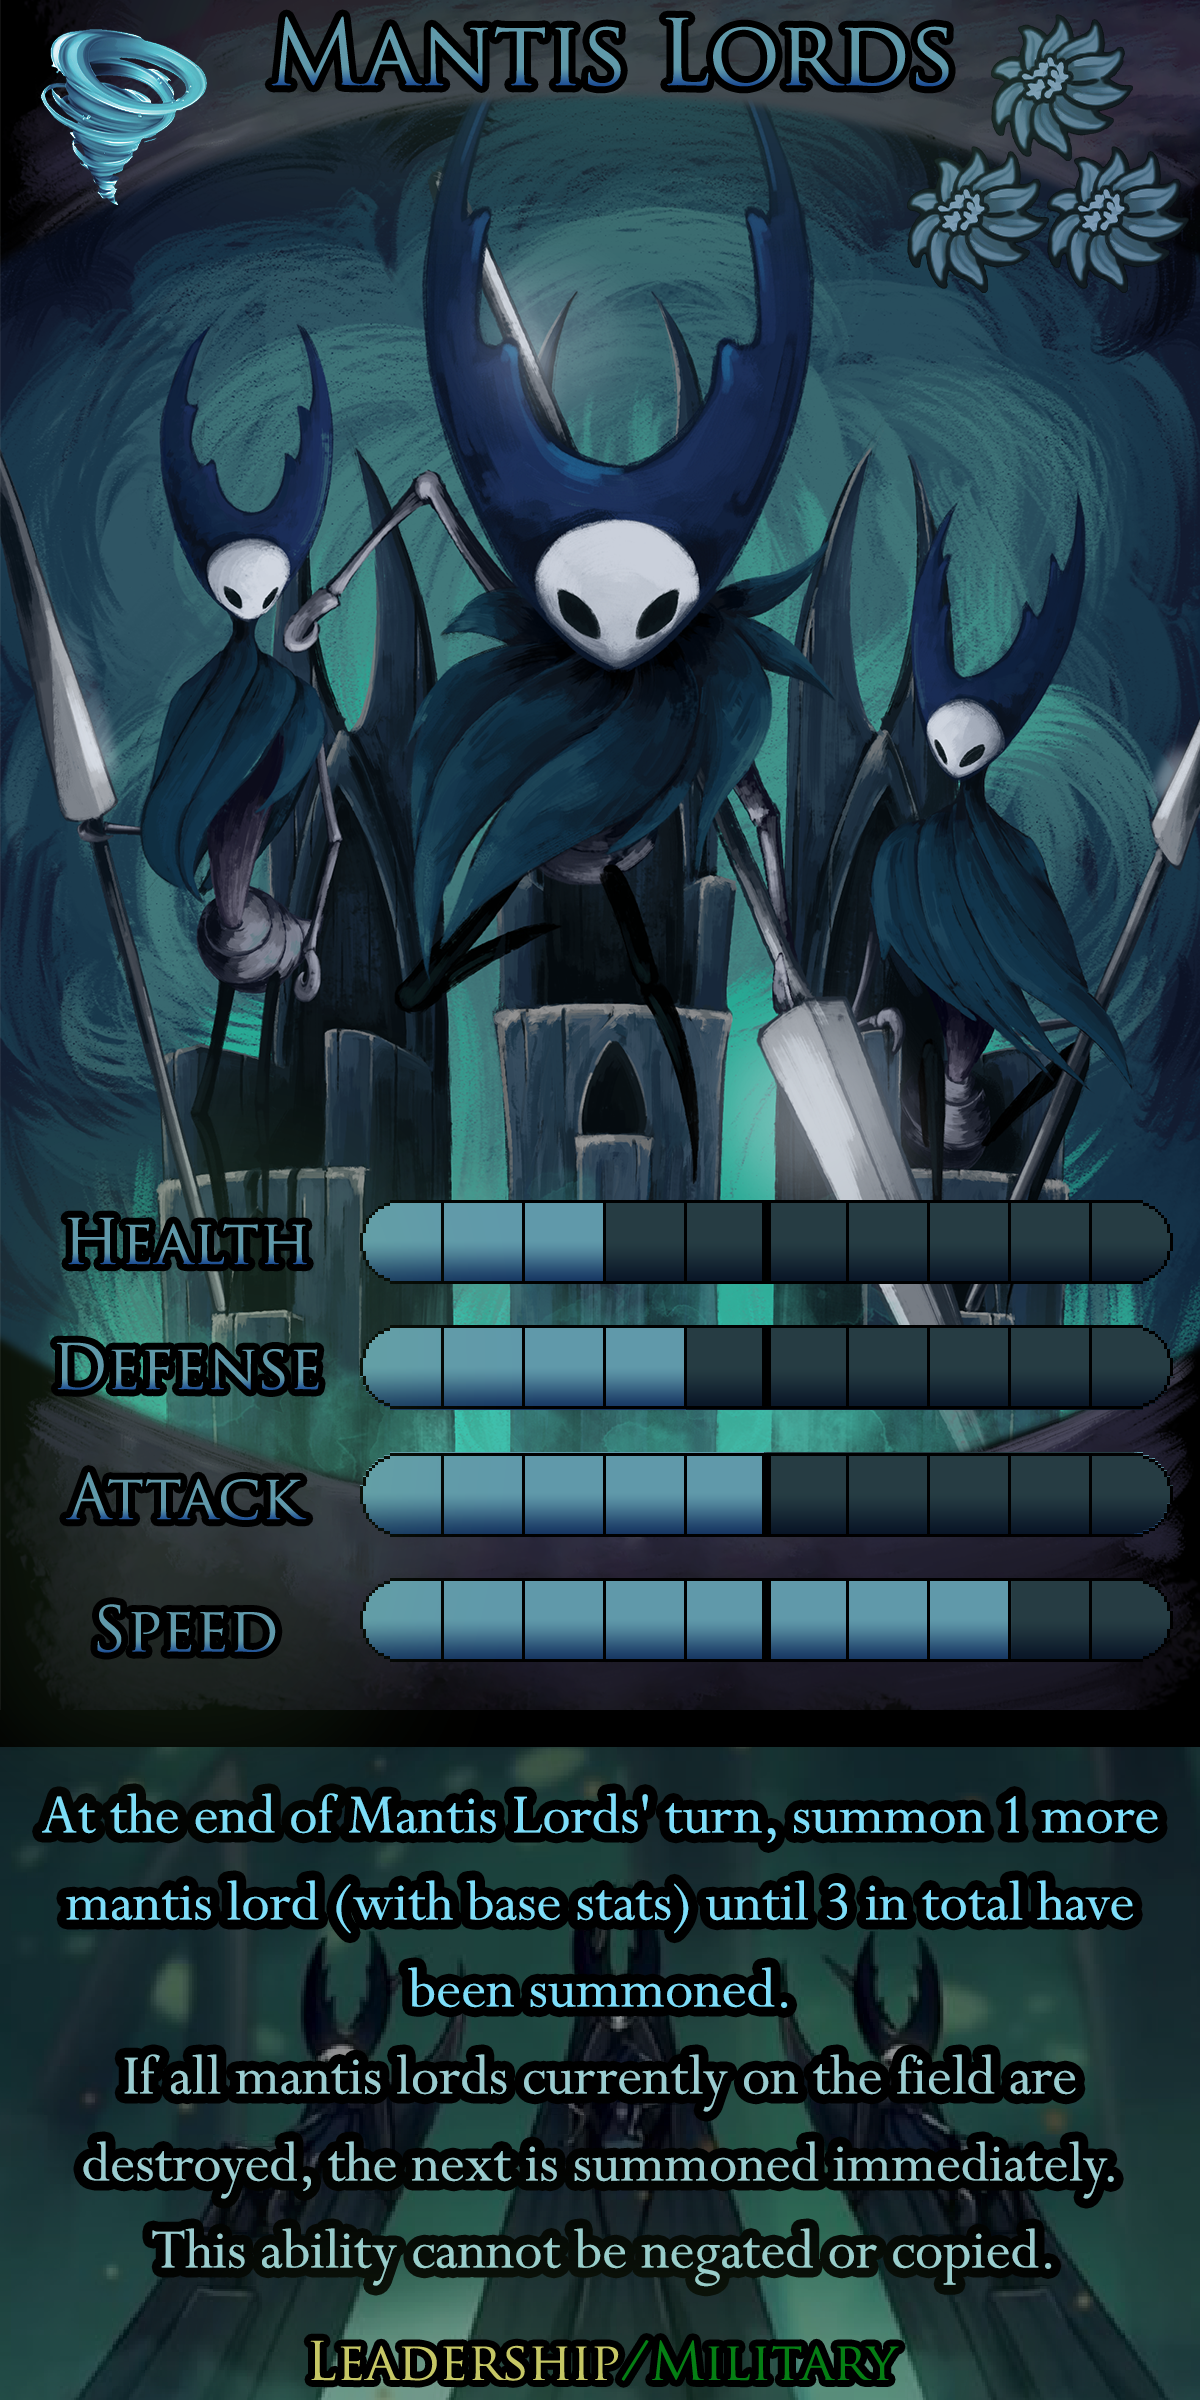 Mantis Lords
Health
Defense
Attack
Speed
At the end of Mantis Lords' turn, summon 1 more
mantis lord (with base stats) until 3 in total have
been summoned.
If all mantis lords currently on the field are
destroyed, the next is summoned immediately.
This ability cannot be negated or copied.
Leadership/Military